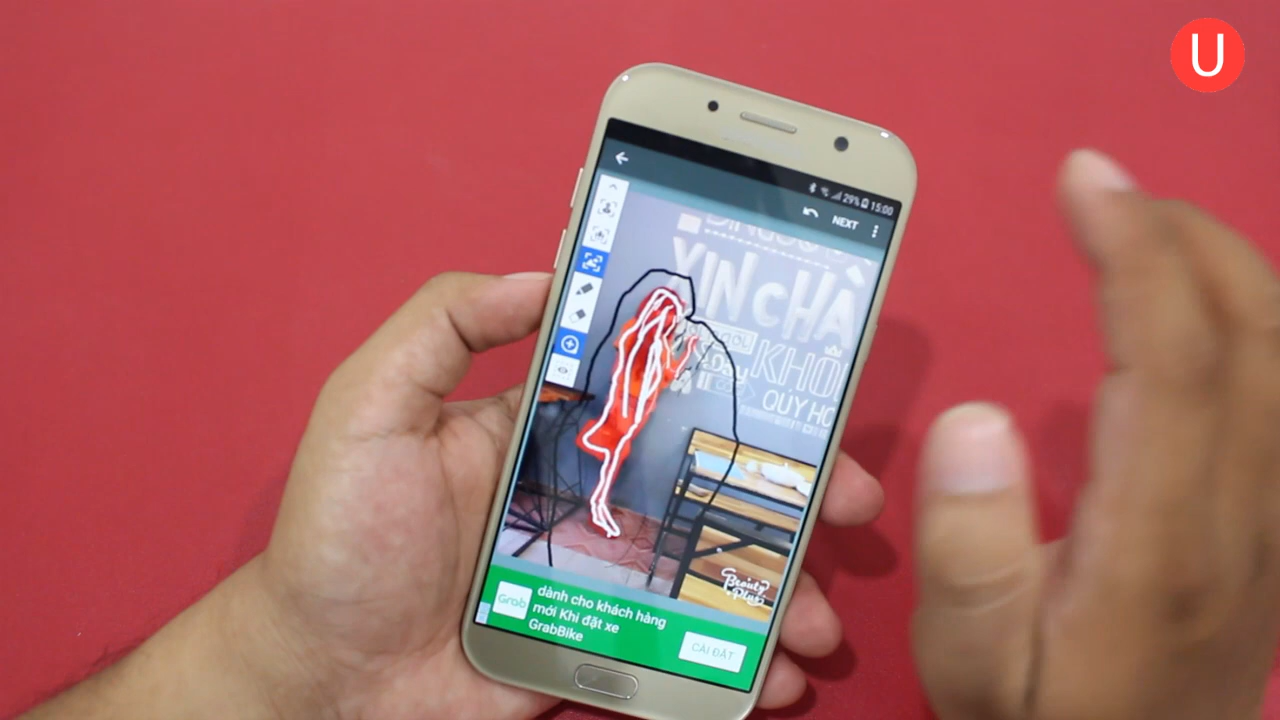 U
29% 15:00
NEXT
XIN CHÀ
KHÔ
QUÝ HO
Beauty
Plus
Grab
dành cho khách hàng
mới Khi đặt xe
GrabBike
CÀI ĐẶT